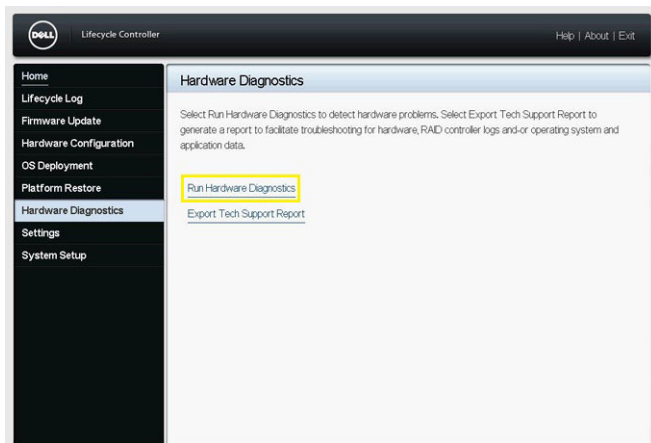 DELL
Lifecycle Controller
Help | About | Exit
Home
Lifecycle Log
Firmware Update
Hardware Configuration
OS Deployment
Platform Restore
Hardware Diagnostics
Settings
System Setup
Hardware Diagnostics
Select Run Hardware Diagnostics to detect hardware problems. Select Export Tech Support Report to
generate a report to facilitate troubleshooting for hardware, RAID controller logs and-or operating system and
application data.
Run Hardware Diagnostics
Export Tech Support Report